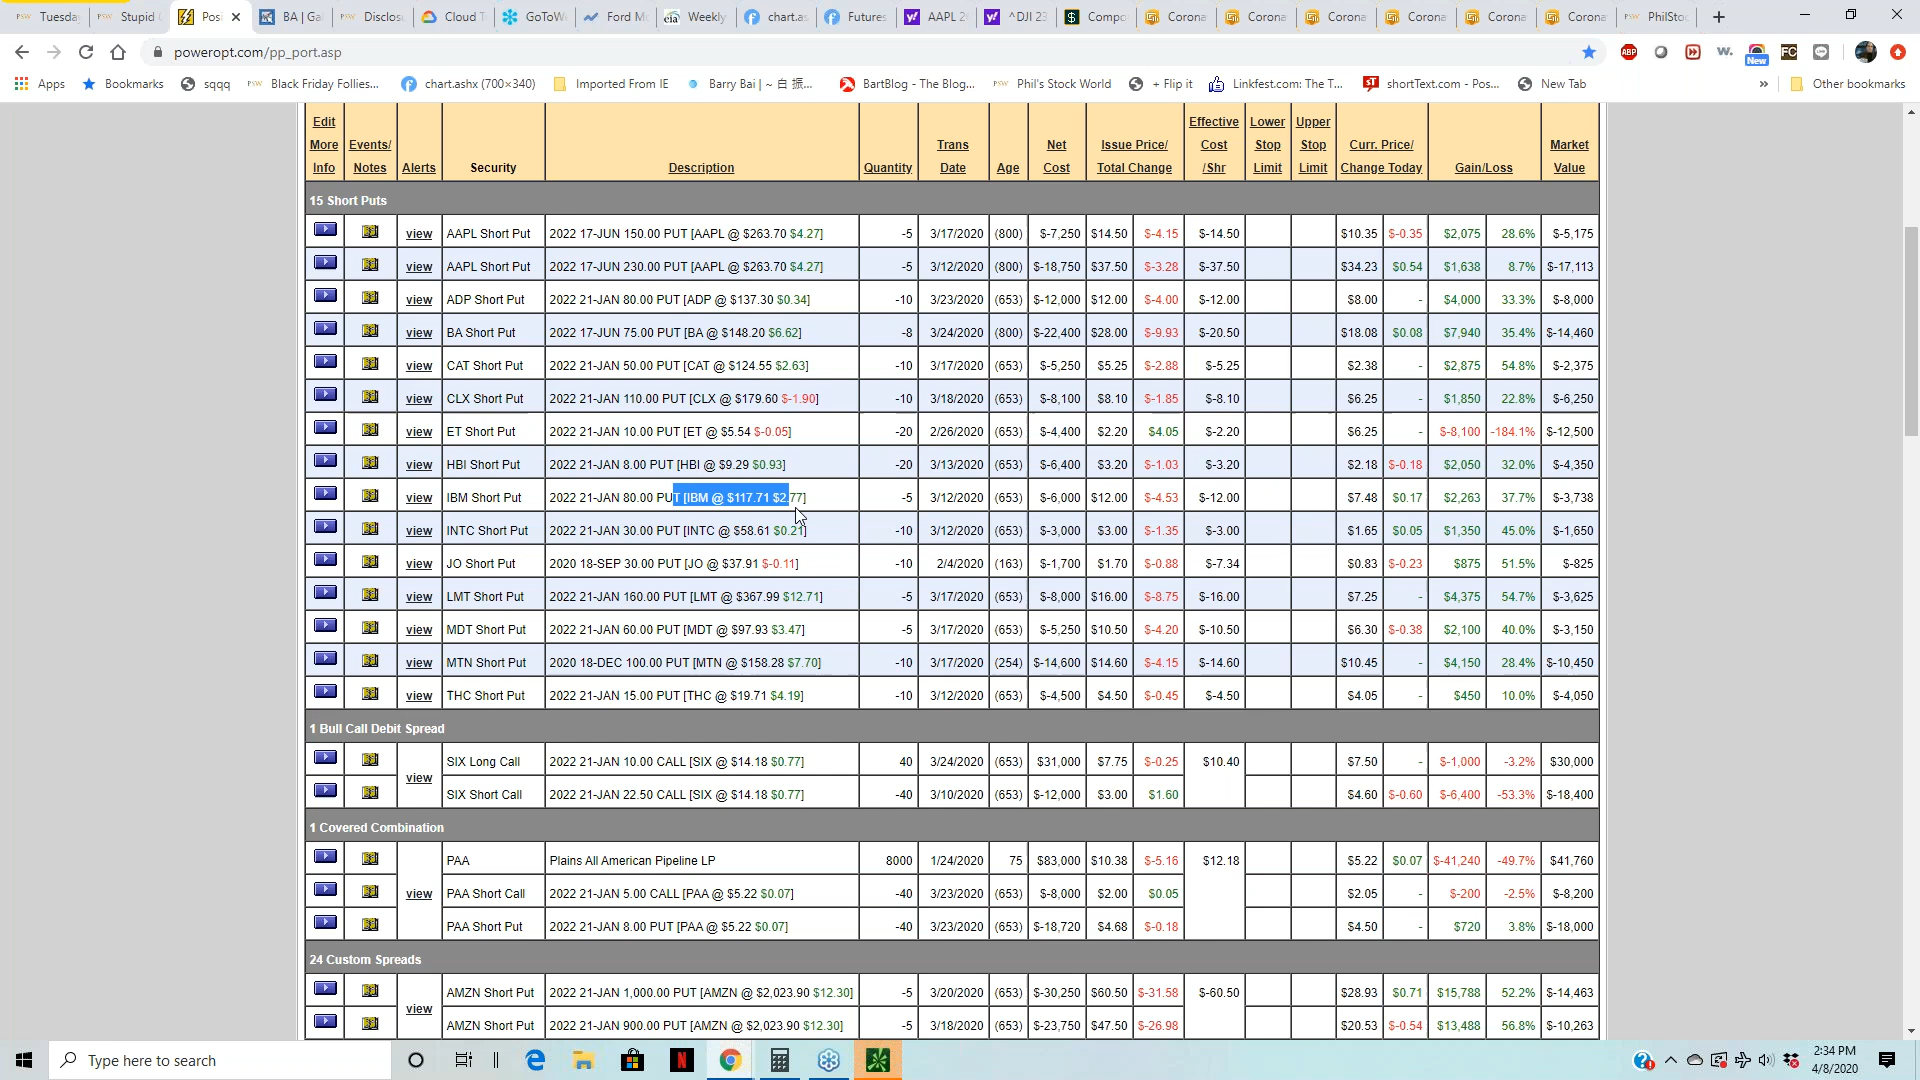 Tuesday Stupid ( Posi BA | Ga Disclos Cloud T GoToW Ford M Weekly chart.as Futures AAPL 2 ^DJI 23 Compo Corona Corona Corona Corona Corona Corona PhilSto
poweropt.com/pp_port.asp
Apps Bookmarks sqqq Black Friday Follies... chart.ashx (700×340) Imported From IE Barry Bai | ~ 白 振... BartBlog - The Blog... Phil's Stock World + Flip it Linkfest.com: The T... shortText.com - Pos... New Tab » Other bookmarks
Edit More Info Events/ Notes Alerts Security Description Quantity Trans Date Age Net Cost Issue Price/ Total Change Effective Cost /Shr Lower Stop Limit Upper Stop Limit Curr. Price/ Change Today Gain/Loss Market Value
15 Short Puts
view AAPL Short Put 2022 17-JUN 150.00 PUT [AAPL @ $263.70 $4.27] -5 3/17/2020 (800) $-7,250 $14.50 $-4.15 $-14.50 $10.35 $-0.35 $2,075 28.6% $-5,175
view AAPL Short Put 2022 17-JUN 230.00 PUT [AAPL @ $263.70 $4.27] -5 3/12/2020 (800) $-18,750 $37.50 $-3.28 $-37.50 $34.23 $0.54 $1,638 8.7% $-17,113
view ADP Short Put 2022 21-JAN 80.00 PUT [ADP @ $137.30 $0.34] -10 3/23/2020 (653) $-12,000 $12.00 $-4.00 $-12.00 $8.00 - $4,000 33.3% $-8,000
view BA Short Put 2022 17-JUN 75.00 PUT [BA @ $148.20 $6.62] -8 3/24/2020 (800) $-22,400 $28.00 $-9.93 $-20.50 $18.08 $0.08 $7,940 35.4% $-14,460
view CAT Short Put 2022 21-JAN 50.00 PUT [CAT @ $124.55 $2.63] -10 3/17/2020 (653) $-5,250 $5.25 $-2.88 $-5.25 $2.38 - $2,875 54.8% $-2,375
view CLX Short Put 2022 21-JAN 110.00 PUT [CLX @ $179.60 $-1.90] -10 3/18/2020 (653) $-8,100 $8.10 $-1.85 $-8.10 $6.25 - $1,850 22.8% $-6,250
view ET Short Put 2022 21-JAN 10.00 PUT [ET @ $5.54 $-0.05] -20 2/26/2020 (653) $-4,400 $2.20 $4.05 $-2.20 $6.25 - $-8,100 -184.1% $-12,500
view HBI Short Put 2022 21-JAN 8.00 PUT [HBI @ $9.29 $0.93] -20 3/13/2020 (653) $-6,400 $3.20 $-1.03 $-3.20 $2.18 $-0.18 $2,050 32.0% $-4,350
view IBM Short Put 2022 21-JAN 80.00 PUT [IBM @ $117.71 $2.77] -5 3/12/2020 (653) $-6,000 $12.00 $-4.53 $-12.00 $7.48 $0.17 $2,263 37.7% $-3,738
view INTC Short Put 2022 21-JAN 30.00 PUT [INTC @ $58.61 $0.21] -10 3/12/2020 (653) $-3,000 $3.00 $-1.35 $-3.00 $1.65 $0.05 $1,350 45.0% $-1,650
view JO Short Put 2020 18-SEP 30.00 PUT [JO @ $37.91 $-0.11] -10 2/4/2020 (163) $-1,700 $1.70 $-0.88 $-7.34 $0.83 $-0.23 $875 51.5% $-825
view LMT Short Put 2022 21-JAN 160.00 PUT [LMT @ $367.99 $12.71] -5 3/17/2020 (653) $-8,000 $16.00 $-8.75 $-16.00 $7.25 - $4,375 54.7% $-3,625
view MDT Short Put 2022 21-JAN 60.00 PUT [MDT @ $97.93 $3.47] -5 3/17/2020 (653) $-5,250 $10.50 $-4.20 $-10.50 $6.30 $-0.38 $2,100 40.0% $-3,150
view MTN Short Put 2020 18-DEC 100.00 PUT [MTN @ $158.28 $7.70] -10 3/17/2020 (254) $-14,600 $14.60 $-4.15 $-14.60 $10.45 - $4,150 28.4% $-10,450
view THC Short Put 2022 21-JAN 15.00 PUT [THC @ $19.71 $4.19] -10 3/12/2020 (653) $-4,500 $4.50 $-0.45 $-4.50 $4.05 - $450 10.0% $-4,050
1 Bull Call Debit Spread
view SIX Long Call 2022 21-JAN 10.00 CALL [SIX @ $14.18 $0.77] 40 3/24/2020 (653) $31,000 $7.75 $-0.25 $10.40 $7.50 - $-1,000 -3.2% $30,000
SIX Short Call 2022 21-JAN 22.50 CALL [SIX @ $14.18 $0.77] -40 3/10/2020 (653) $-12,000 $3.00 $1.60 $4.60 $-0.60 $-6,400 -53.3% $-18,400
1 Covered Combination
PAA Plains All American Pipeline LP 8000 1/24/2020 75 $83,000 $10.38 $-5.16 $12.18 $5.22 $0.07 $-41,240 -49.7% $41,760
view PAA Short Call 2022 21-JAN 5.00 CALL [PAA @ $5.22 $0.07] -40 3/23/2020 (653) $-8,000 $2.00 $0.05 $2.05 - $-200 -2.5% $-8,200
PAA Short Put 2022 21-JAN 8.00 PUT [PAA @ $5.22 $0.07] -40 3/23/2020 (653) $-18,720 $4.68 $-0.18 $4.50 - $720 3.8% $-18,000
24 Custom Spreads
view AMZN Short Put 2022 21-JAN 1,000.00 PUT [AMZN @ $2,023.90 $12.30] -5 3/20/2020 (653) $-30,250 $60.50 $-31.58 $-60.50 $28.93 $0.71 $15,788 52.2% $-14,463
AMZN Short Put 2022 21-JAN 900.00 PUT [AMZN @ $2,023.90 $12.30] -5 3/18/2020 (653) $-23,750 $47.50 $-26.98 $20.53 $-0.54 $13,488 56.8% $-10,263
Type here to search
2:34 PM
4/8/2020